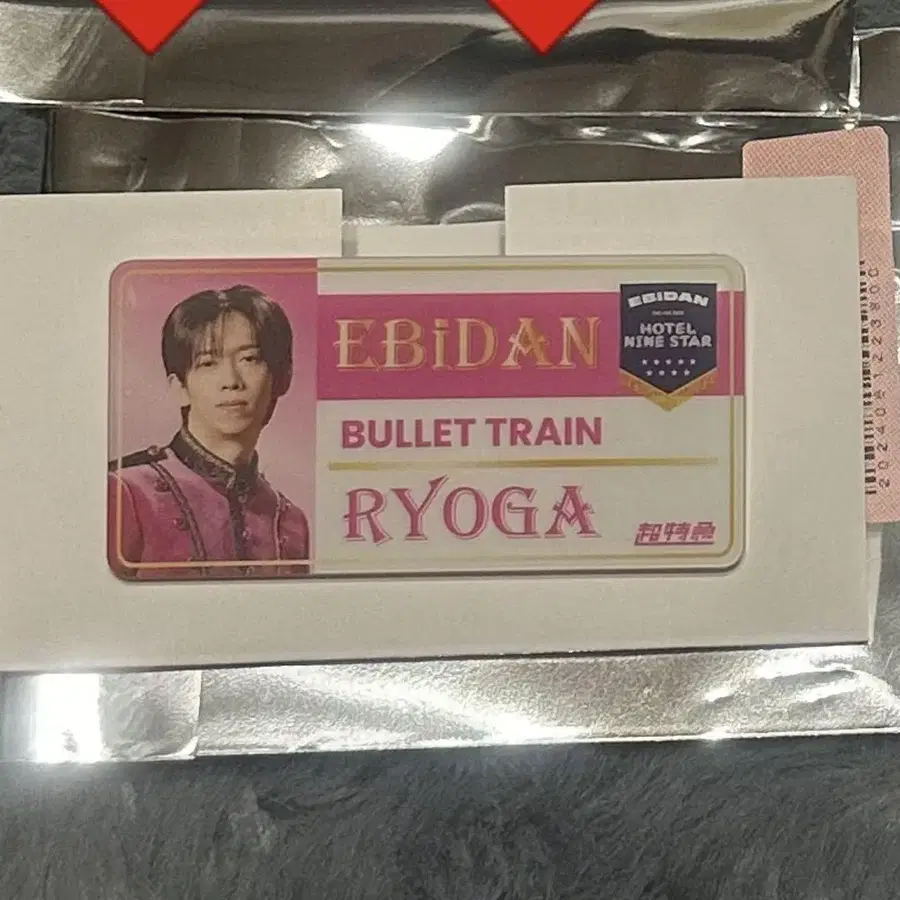 EBiDAN
EBiDAN
HOTEL
NINE STAR
BULLET TRAIN
RYOGA
超特急